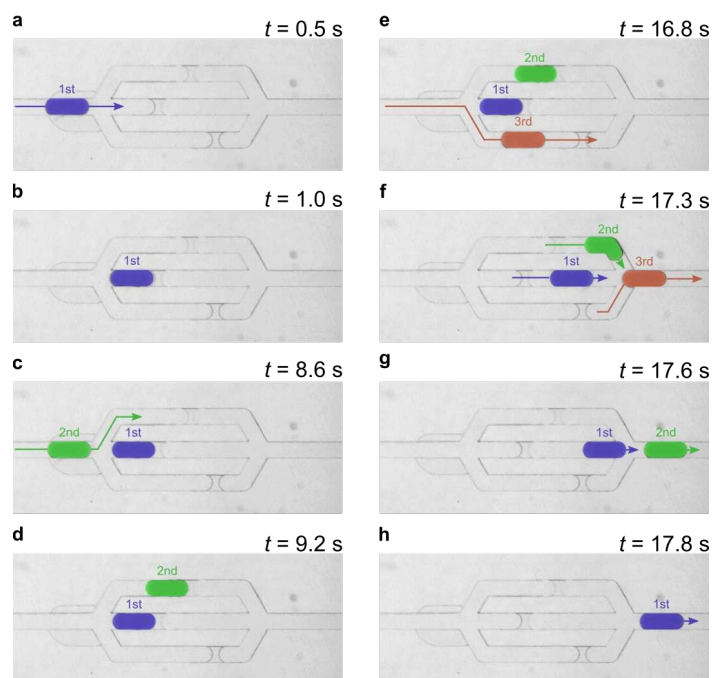 a
t = 0.5 s
1st
b
t = 1.0 s
1st
c
t = 8.6 s
2nd
1st
d
t = 9.2 s
2nd
1st
e
t = 16.8 s
2nd
1st
3rd
f
t = 17.3 s
2nd
1st
3rd
g
t = 17.6 s
1st
2nd
h
t = 17.8 s
1st